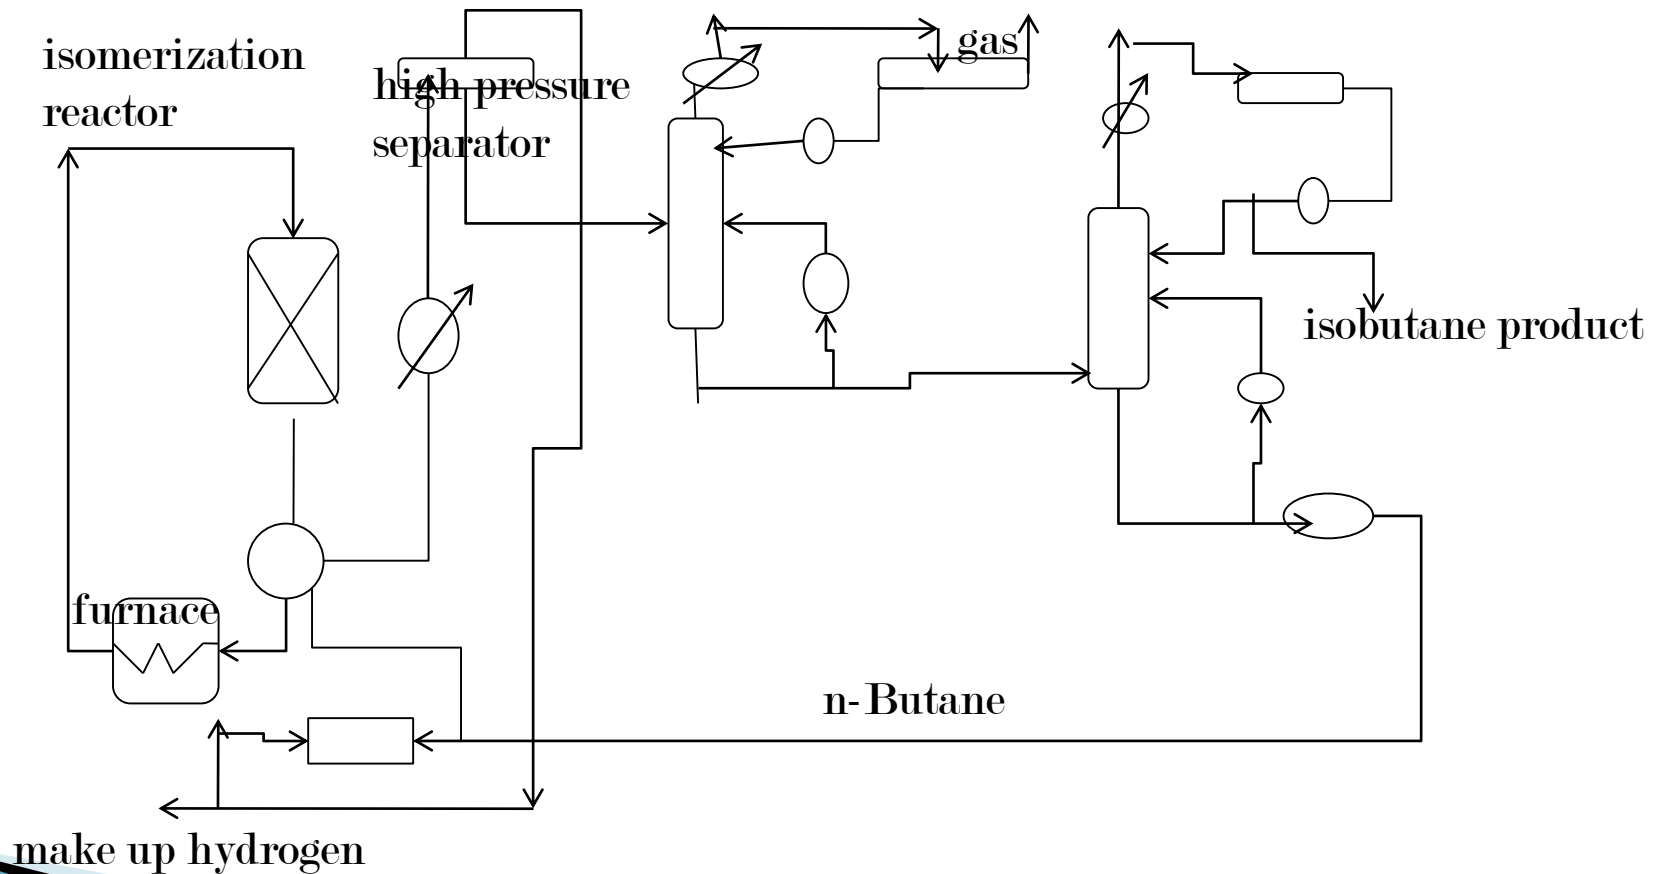 isomerization
reactor
high pressure
separator
gas
isobutane product
furnace
n-Butane
make up hydrogen